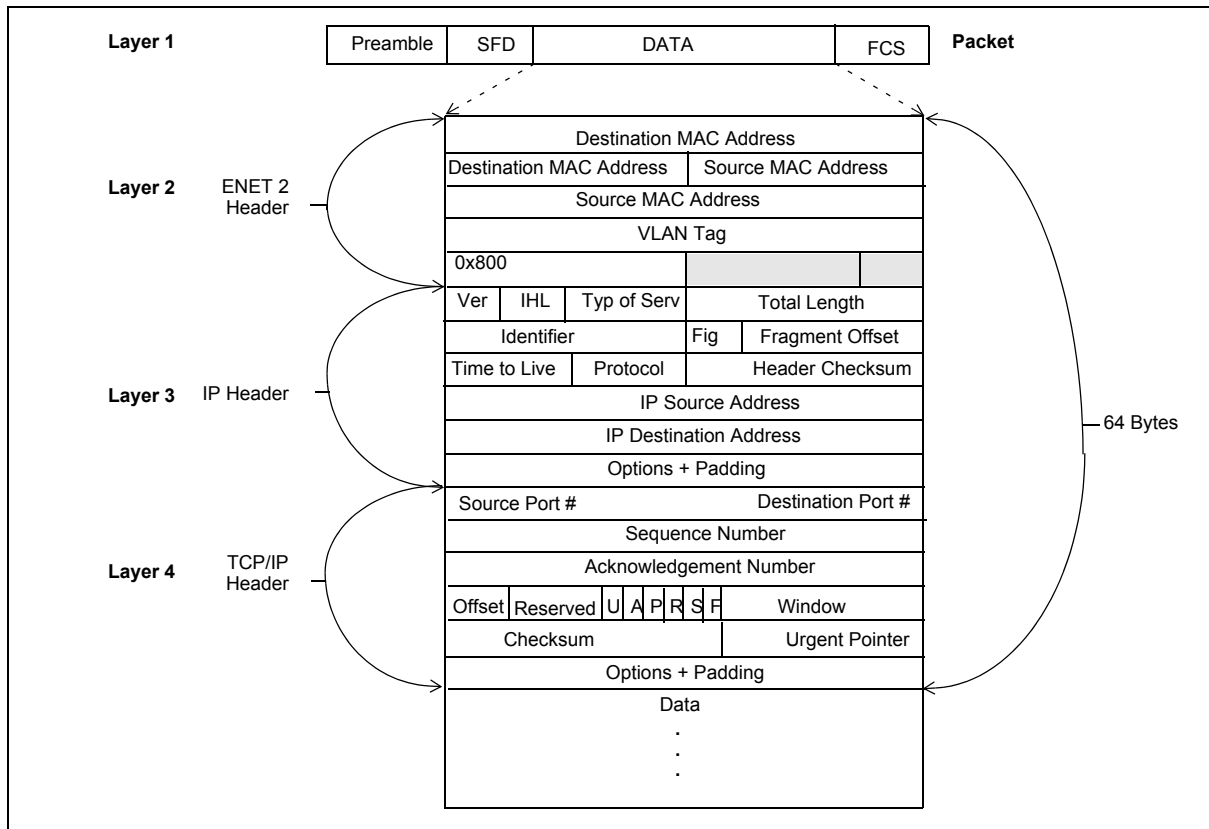 Layer 1 Preamble SFD DATA FCS Packet
Destination MAC Address
Destination MAC Address Source MAC Address
Layer 2 ENET 2 Header
Source MAC Address
VLAN Tag
0x800
Ver IHL Typ of Serv Total Length
Identifier Fig Fragment Offset
Time to Live Protocol Header Checksum
Layer 3 IP Header
IP Source Address
64 Bytes
IP Destination Address
Options + Padding
Source Port # Destination Port #
Sequence Number
Layer 4 TCP/IP Header
Acknowledgement Number
Offset Reserved U A P R S F Window
Checksum Urgent Pointer
Options + Padding
Data
.
.
.